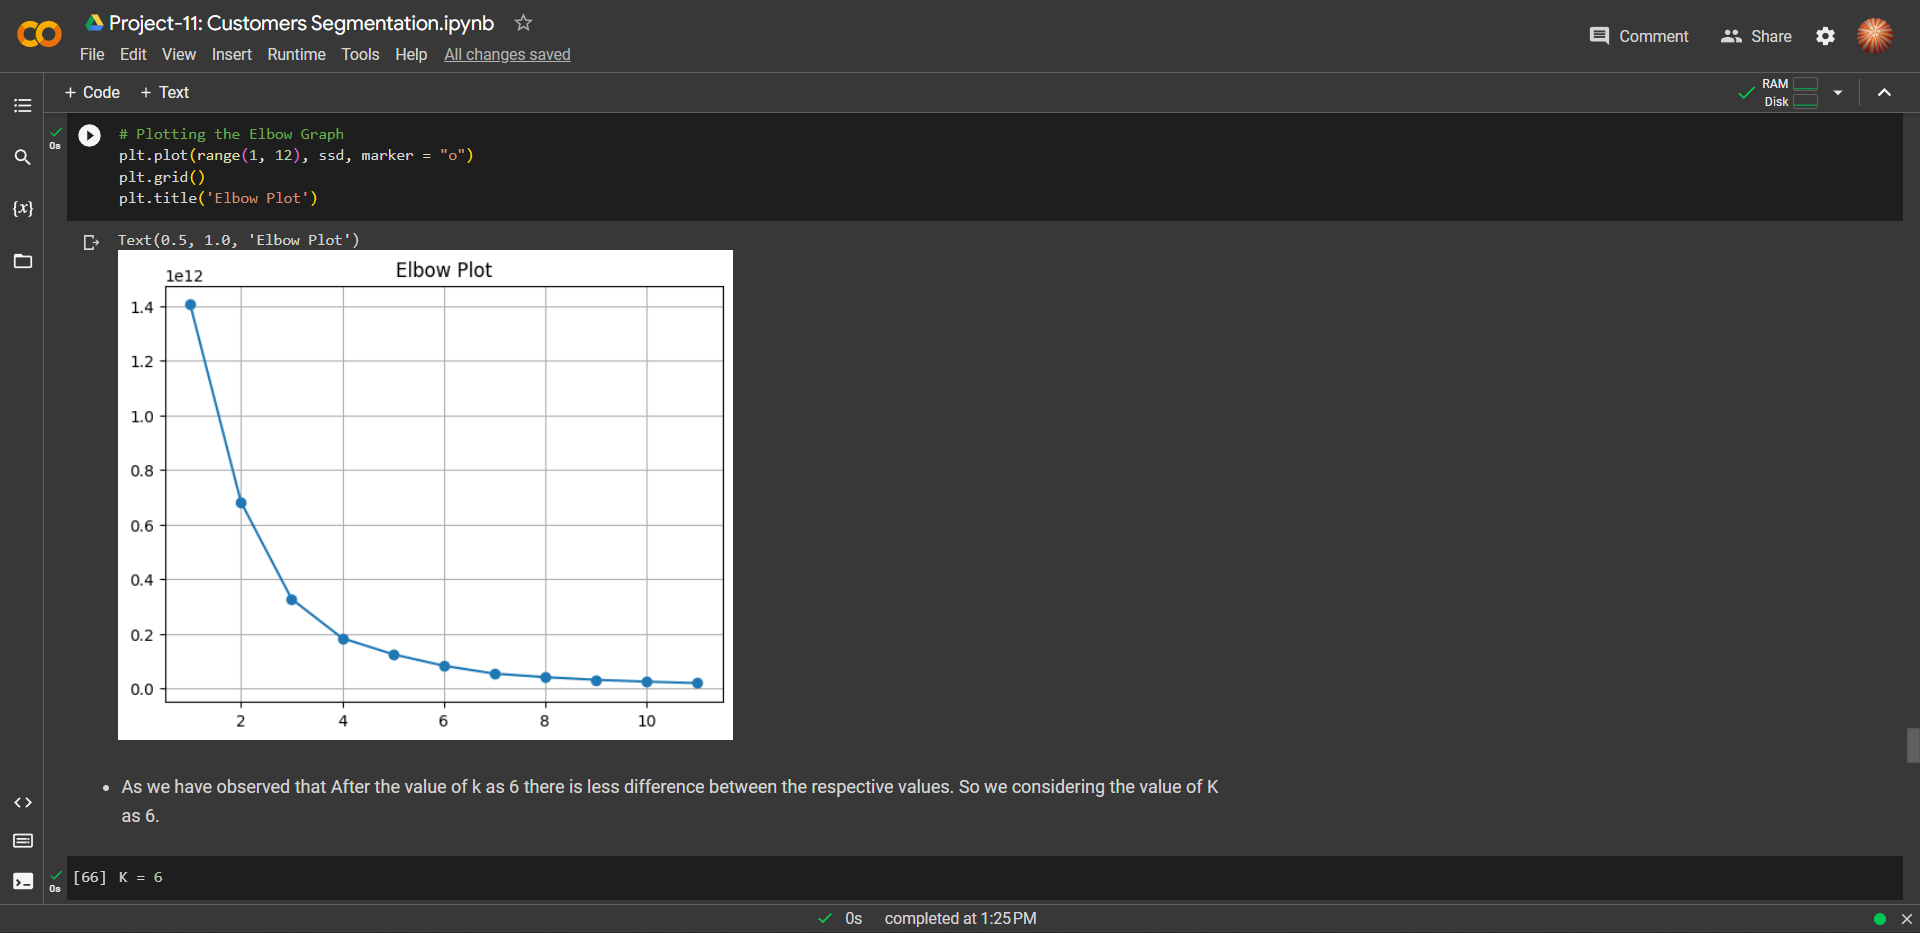 Project-11: Customers Segmentation.ipynb
File Edit View Insert Runtime Tools Help All changes saved
Comment Share
+ Code + Text
RAM
Disk
0s
# Plotting the Elbow Graph
plt.plot(range(1, 12), ssd, marker = "o")
plt.grid()
plt.title('Elbow Plot')
Text(0.5, 1.0, 'Elbow Plot')
Elbow Plot
1e12
1.4
1.2
1.0
0.8
0.6
0.4
0.2
0.0
2 4 6 8 10
• As we have observed that After the value of k as 6 there is less difference between the respective values. So we considering the value of K
as 6.
[66] K = 6
0s
0s completed at 1:25 PM